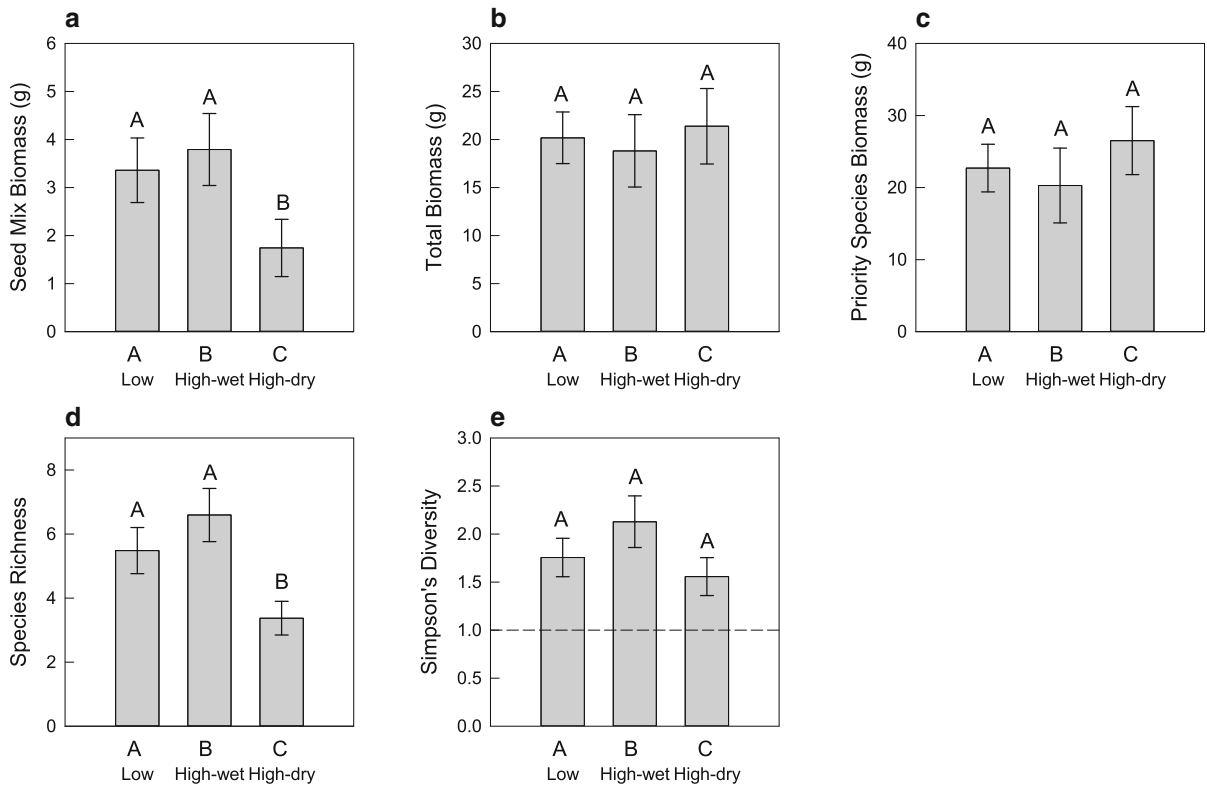 a
Seed Mix Biomass (g)
6
5
4
3
2
1
0
A
A
B
A B C
Low High-wet High-dry
b
Total Biomass (g)
30
25
20
15
10
5
0
A
A
A
A B C
Low High-wet High-dry
c
Priority Species Biomass (g)
40
30
20
10
0
A
A
A
A B C
Low High-wet High-dry
d
Species Richness
8
6
4
2
0
A
A
B
A B C
Low High-wet High-dry
e
Simpson's Diversity
3.0
2.5
2.0
1.5
1.0
0.5
0.0
A
A
A
A B C
Low High-wet High-dry